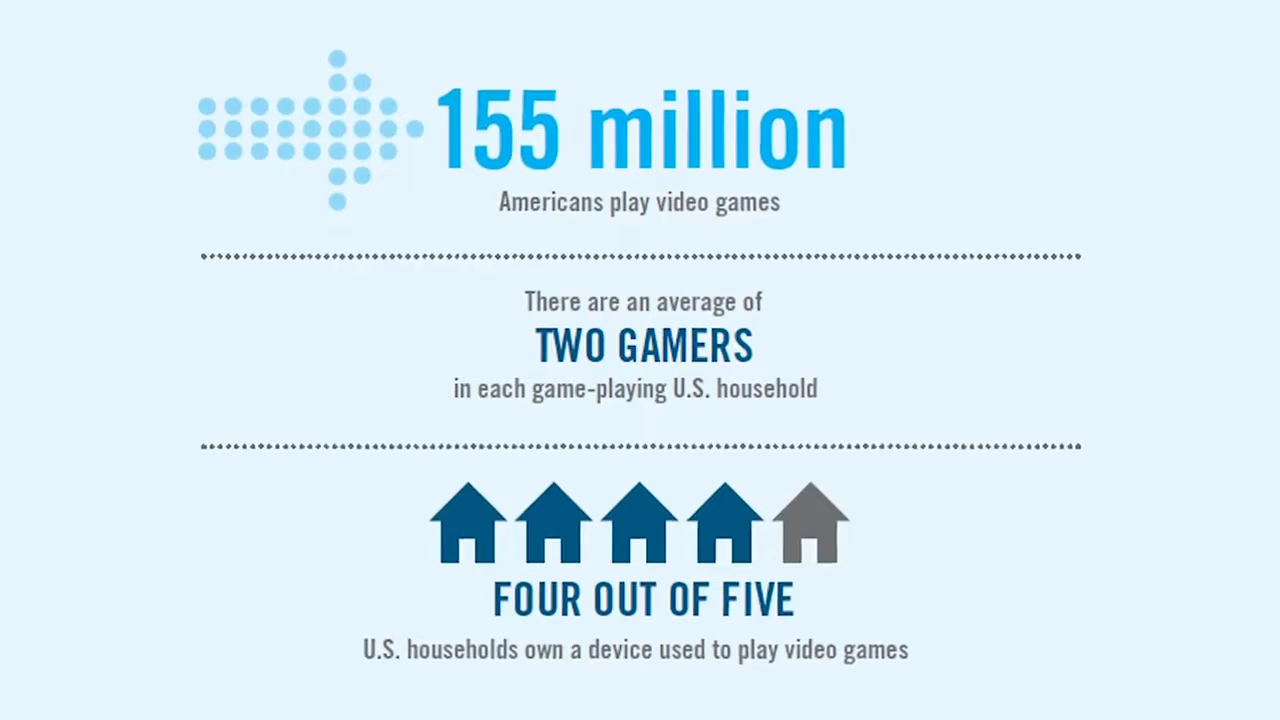 155 million
Americans play video games
There are an average of
TWO GAMERS
in each game-playing U.S. household
FOUR OUT OF FIVE
U.S. households own a device used to play video games